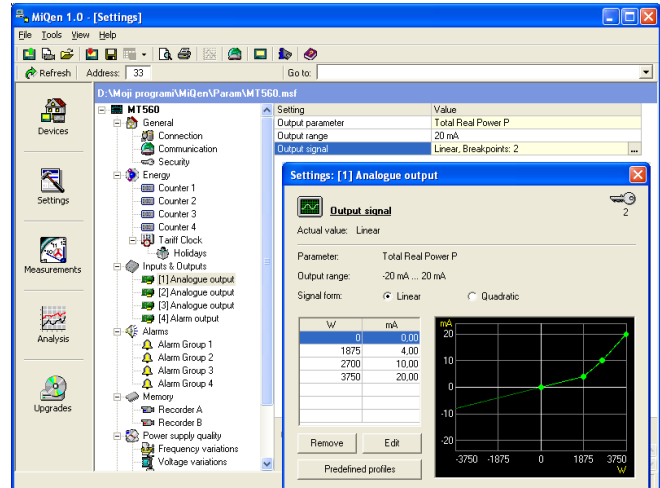 MiQen 1.0 - [Settings]
File Tools View Help
Refresh Address: 33 Go to:
D:\Moji programi\MiQen\Param\MT560.msf
Devices
Settings
Measurements
Analysis
Upgrades
MT560
General
Connection
Communication
Security
Energy
Counter 1
Counter 2
Counter 3
Counter 4
Tariff Clock
Holidays
Inputs & Outputs
[1] Analogue output
[2] Analogue output
[3] Analogue output
[4] Alarm output
Alarms
Alarm Group 1
Alarm Group 2
Alarm Group 3
Alarm Group 4
Memory
Recorder A
Recorder B
Power supply quality
Frequency variations
Voltage variations
Setting Value
Output parameter Total Real Power P
Output range 20 mA
Output signal Linear, Breakpoints: 2 ...
Settings: [1] Analogue output
Output signal
2
Actual value: Linear
Parameter: Total Real Power P
Output range: -20 mA ... 20 mA
Signal form: Linear Quadratic
W mA
0 0,00
1875 4,00
2700 10,00
3750 20,00
Remove Edit
Predefined profiles
mA
20
10
0
-10
-20
-3750 -1875 0 1875 3750
W